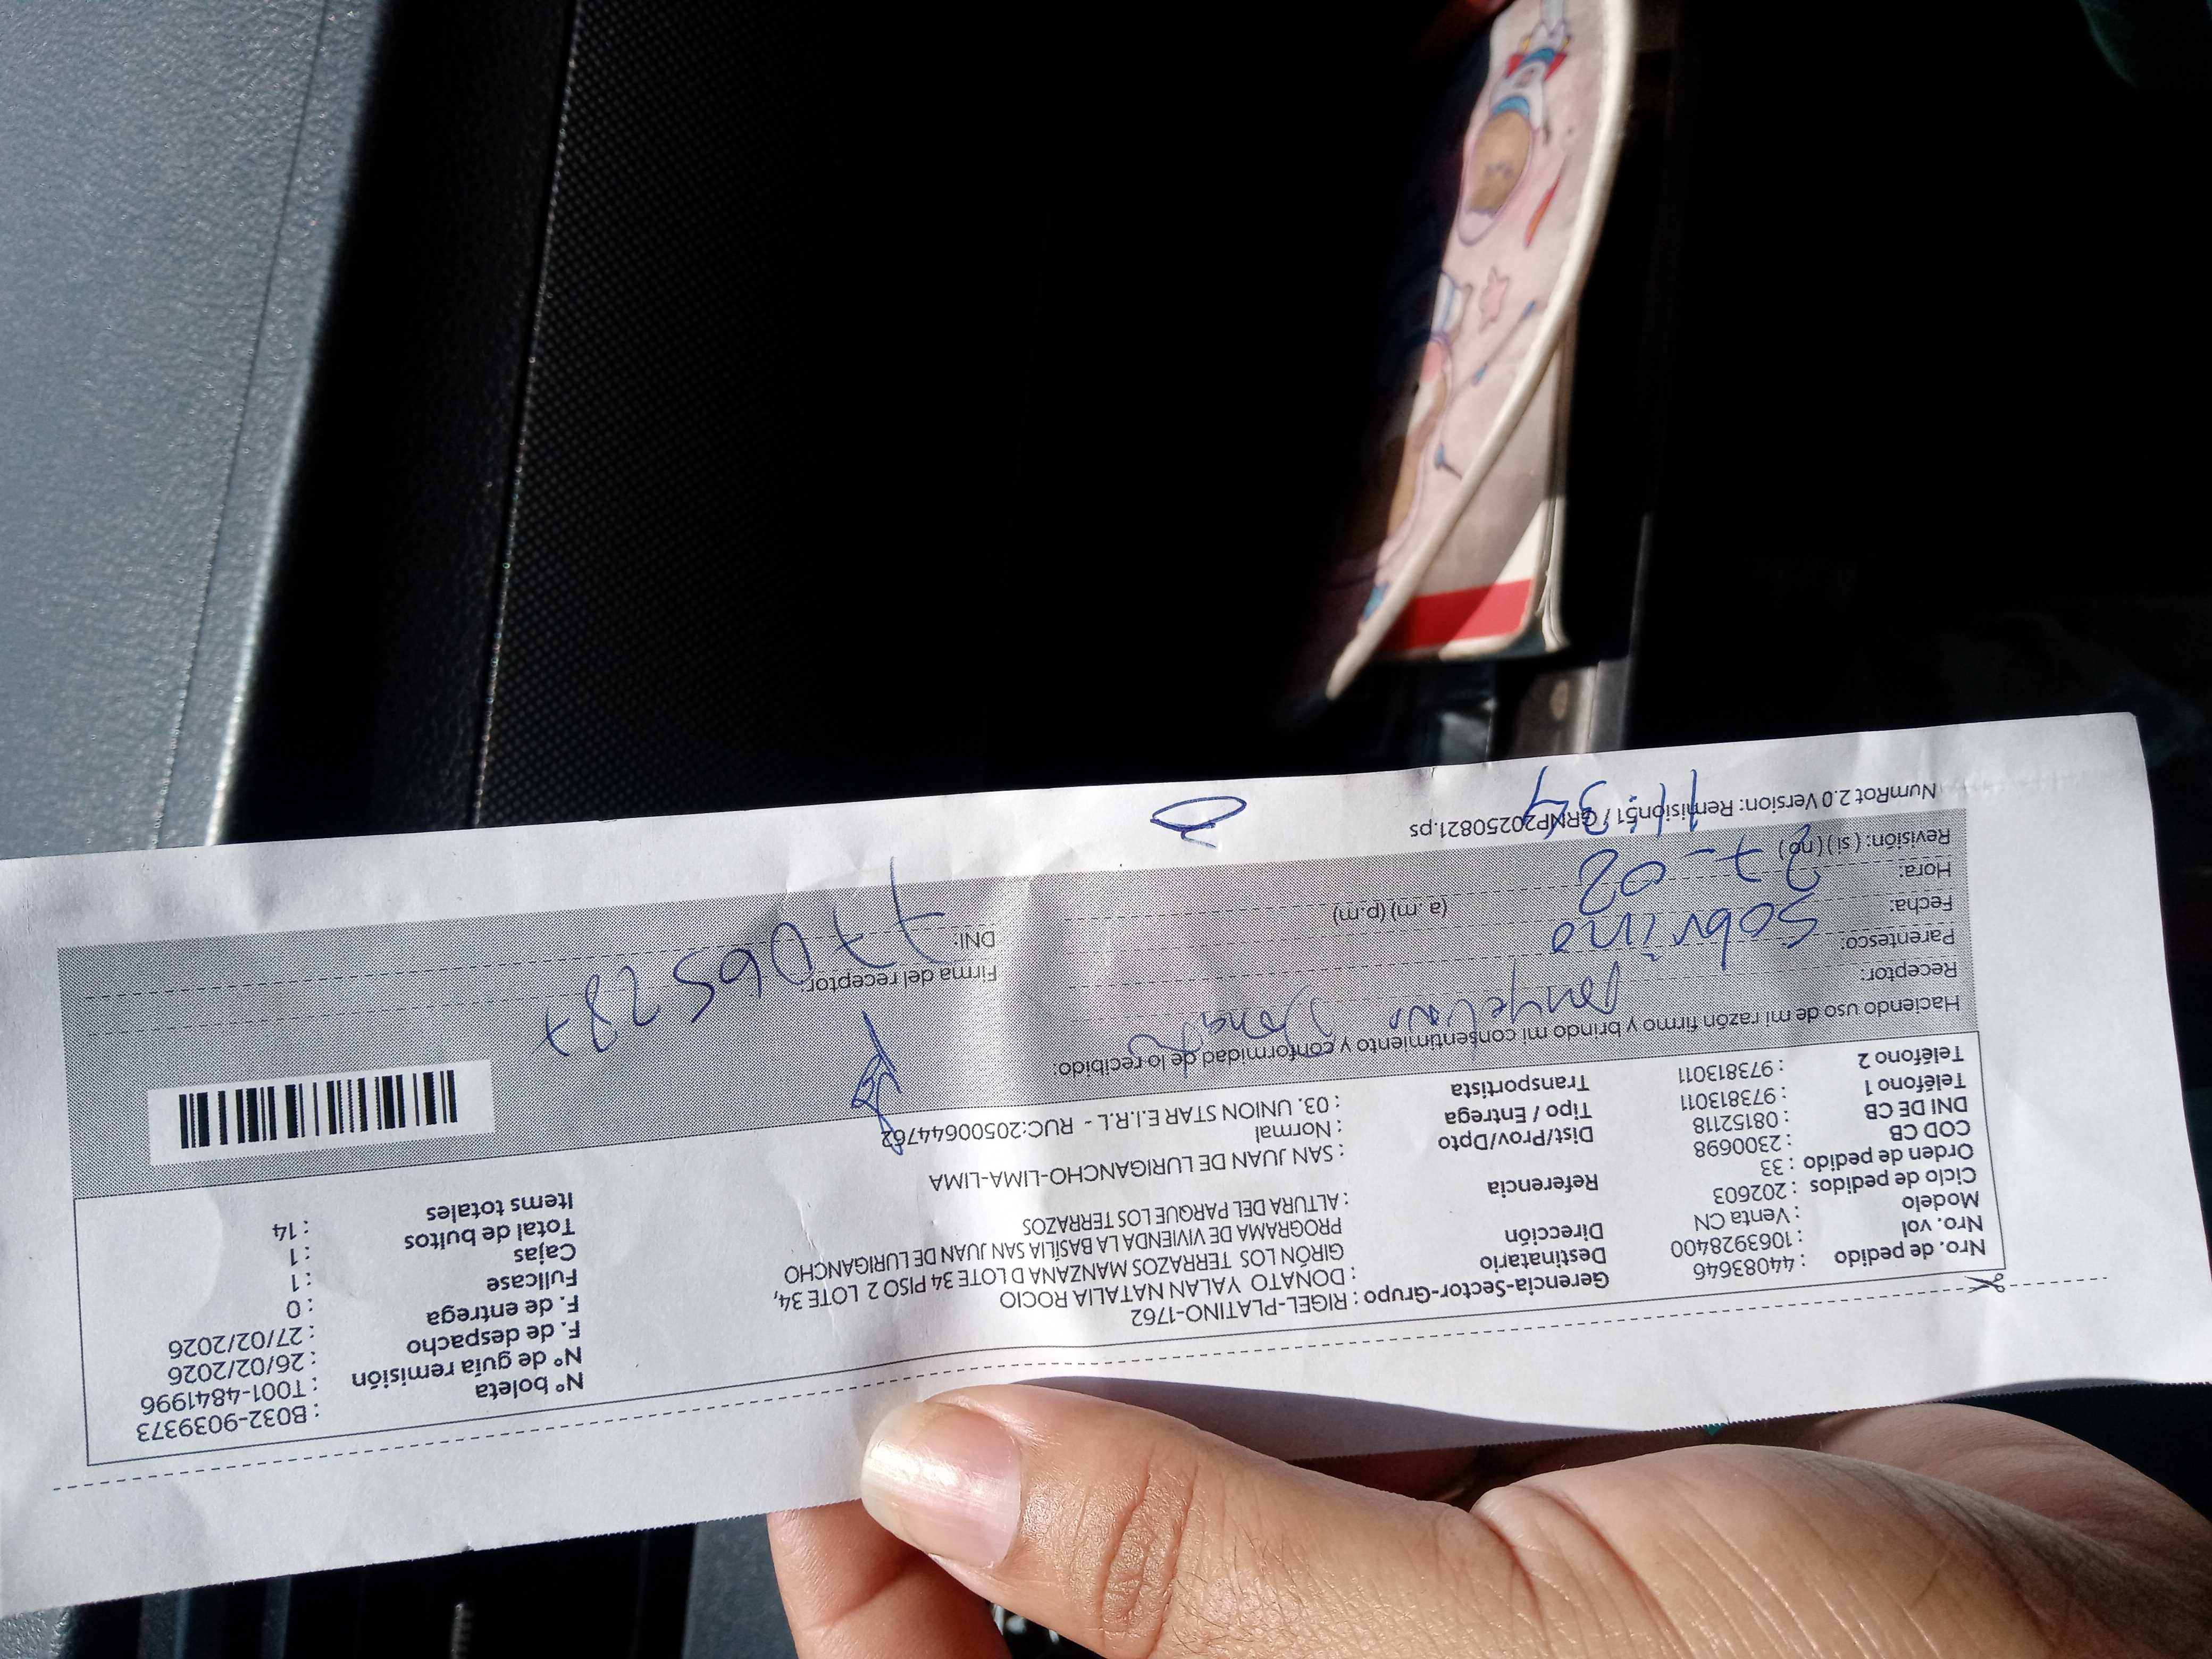 Nro. de pedido : 44083646
Nro. vol : 1063928400
Modelo : Venta CN
Ciclo de pedidos : 202603
Orden de pedido : 33
COD CB : 2300698
DNI DE CB : 08152118
Teléfono 1 : 973813011
Teléfono 2 : 973813011
Gerencia-Sector-Grupo : RIGEL-PLATINO-1762
Destinatario : DONATO YALAN NATALIA ROCIO
Dirección : GIRÓN LOS TERRAZOS MANZANA D LOTE 34 PISO 2 LOTE 34,
PROGRAMA DE VIVIENDA LA BASÍLIA SAN JUAN DE LURIGANCHO
Referencia : ALTURA DEL PARQUE LOS TERRAZOS
Dist/Prov/Dpto : SAN JUAN DE LURIGANCHO-LIMA-LIMA
Tipo / Entrega : Normal
Transportista : 03. UNION STAR E.I.R.L - RUC:20500644762
Nº boleta : B032-9039373
Nº de guía remisión : T001-4841996
F. de despacho : 26/02/2026
F. de entrega : 27/02/2026
Fullcase : 0
Cajas : 1
Total de bultos : 1
Items totales : 14
Haciendo uso de mi razón firmo y brindo mi consentimiento y conformidad de lo recibido:
Receptor:
Parentesco: Sobrino
Fecha: 27-02
Hora: 11:34 (a.m) (p.m)
Revisión: (si) (no)
Firma del receptor:
DNI: 77065287
NumRot 2.0 Version: Remision51 / GRNP20250821.ps